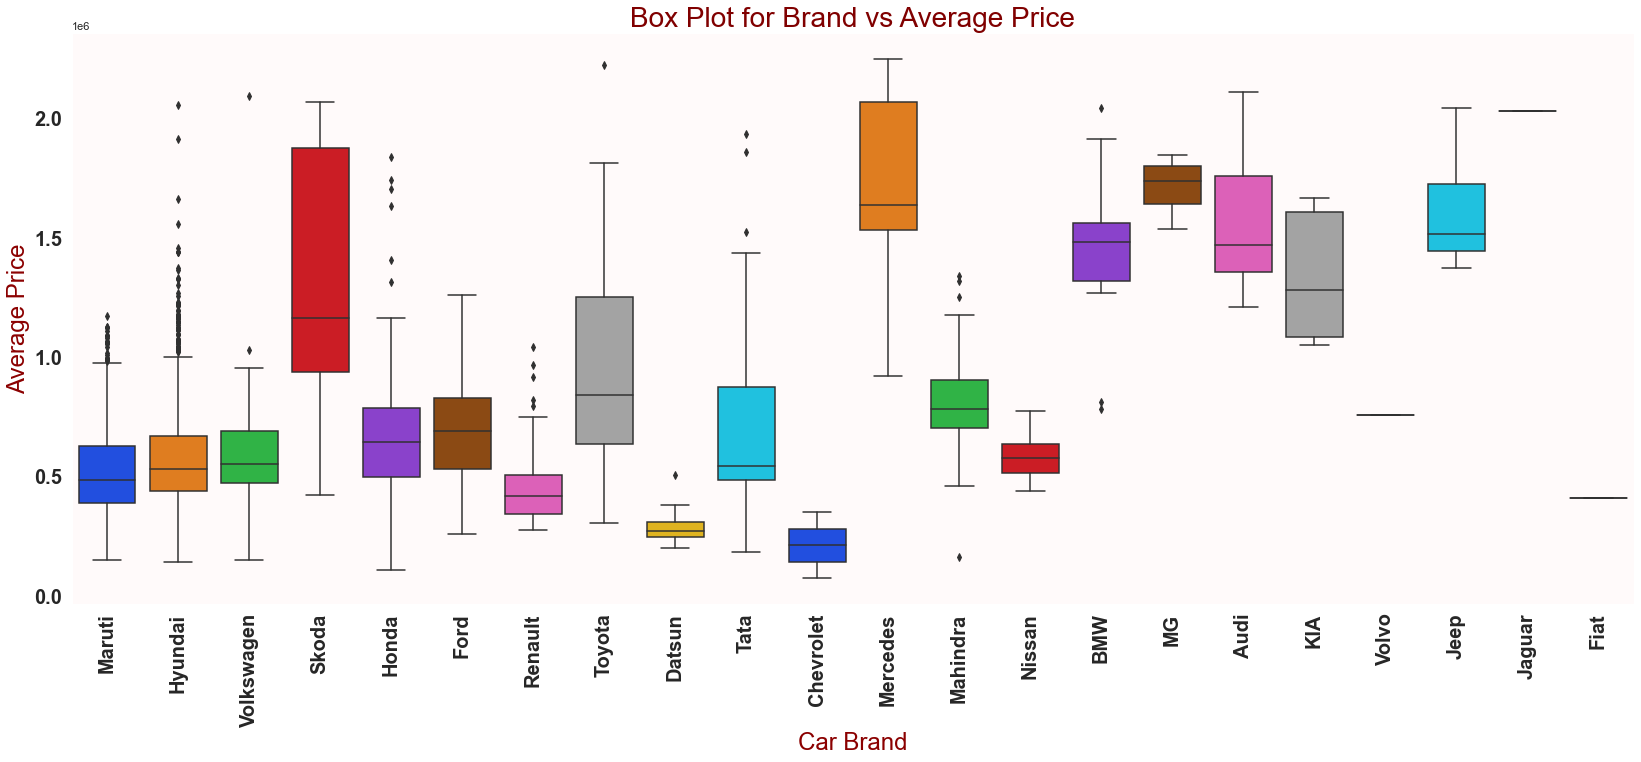 Box Plot for Brand vs Average Price
1e6
2.0
1.5
1.0
0.5
0.0
Average Price
Maruti
Hyundai
Volkswagen
Skoda
Honda
Ford
Renault
Toyota
Datsun
Tata
Chevrolet
Mercedes
Mahindra
Nissan
BMW
MG
Audi
KIA
Volvo
Jeep
Jaguar
Fiat
Car Brand